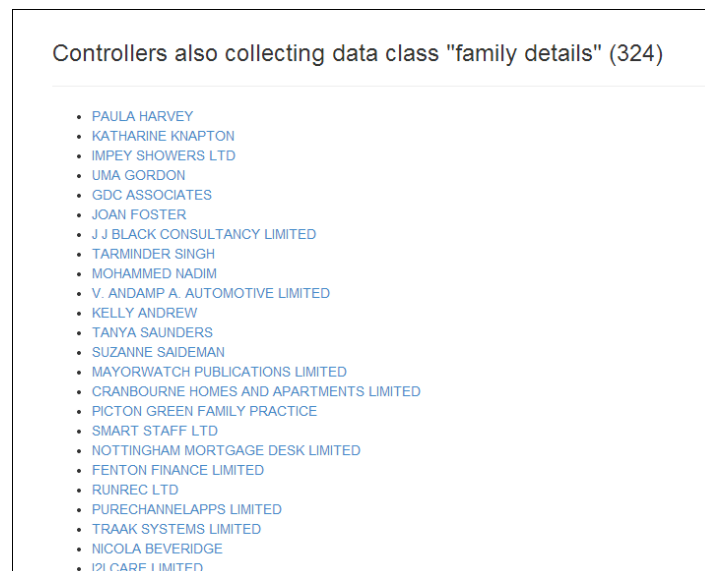 Controllers also collecting data class "family details" (324)
PAULA HARVEY
KATHARINE KNAPTON
IMPEY SHOWERS LTD
UMA GORDON
GDC ASSOCIATES
JOAN FOSTER
J J BLACK CONSULTANCY LIMITED
TARMINDER SINGH
MOHAMMED NADIM
V. ANDAMP A. AUTOMOTIVE LIMITED
KELLY ANDREW
TANYA SAUNDERS
SUZANNE SAIDEMAN
MAYORWATCH PUBLICATIONS LIMITED
CRANBOURNE HOMES AND APARTMENTS LIMITED
PICTON GREEN FAMILY PRACTICE
SMART STAFF LTD
NOTTINGHAM MORTGAGE DESK LIMITED
FENTON FINANCE LIMITED
RUNREC LTD
PURECHANNELAPPS LIMITED
TRAAK SYSTEMS LIMITED
NICOLA BEVERIDGE
I2I CARE LIMITED